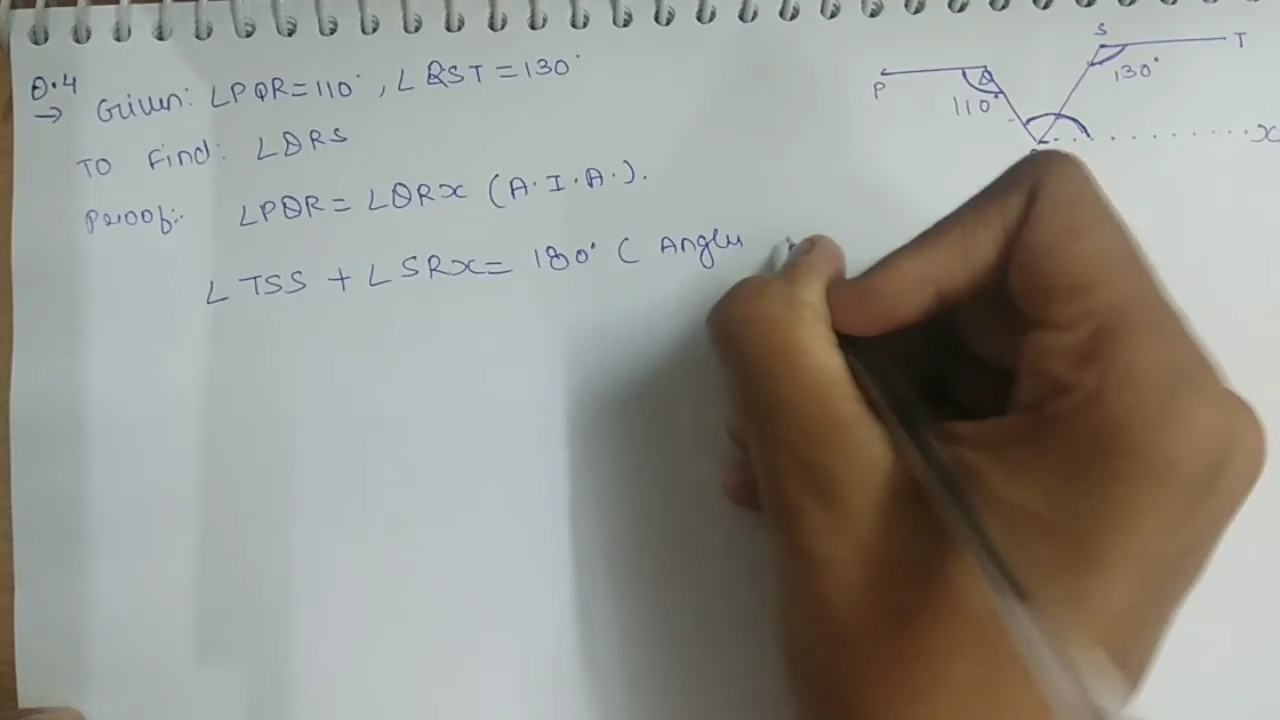 Q.4
→ Given: ∠PQR=110°, ∠RST=130°
To Find: ∠QRS
Proof:- ∠PQR = ∠QRX (A.I.A.).
∠TSS + ∠SRX= 180° ( Angles
S
T
P
Q
130°
110°
X